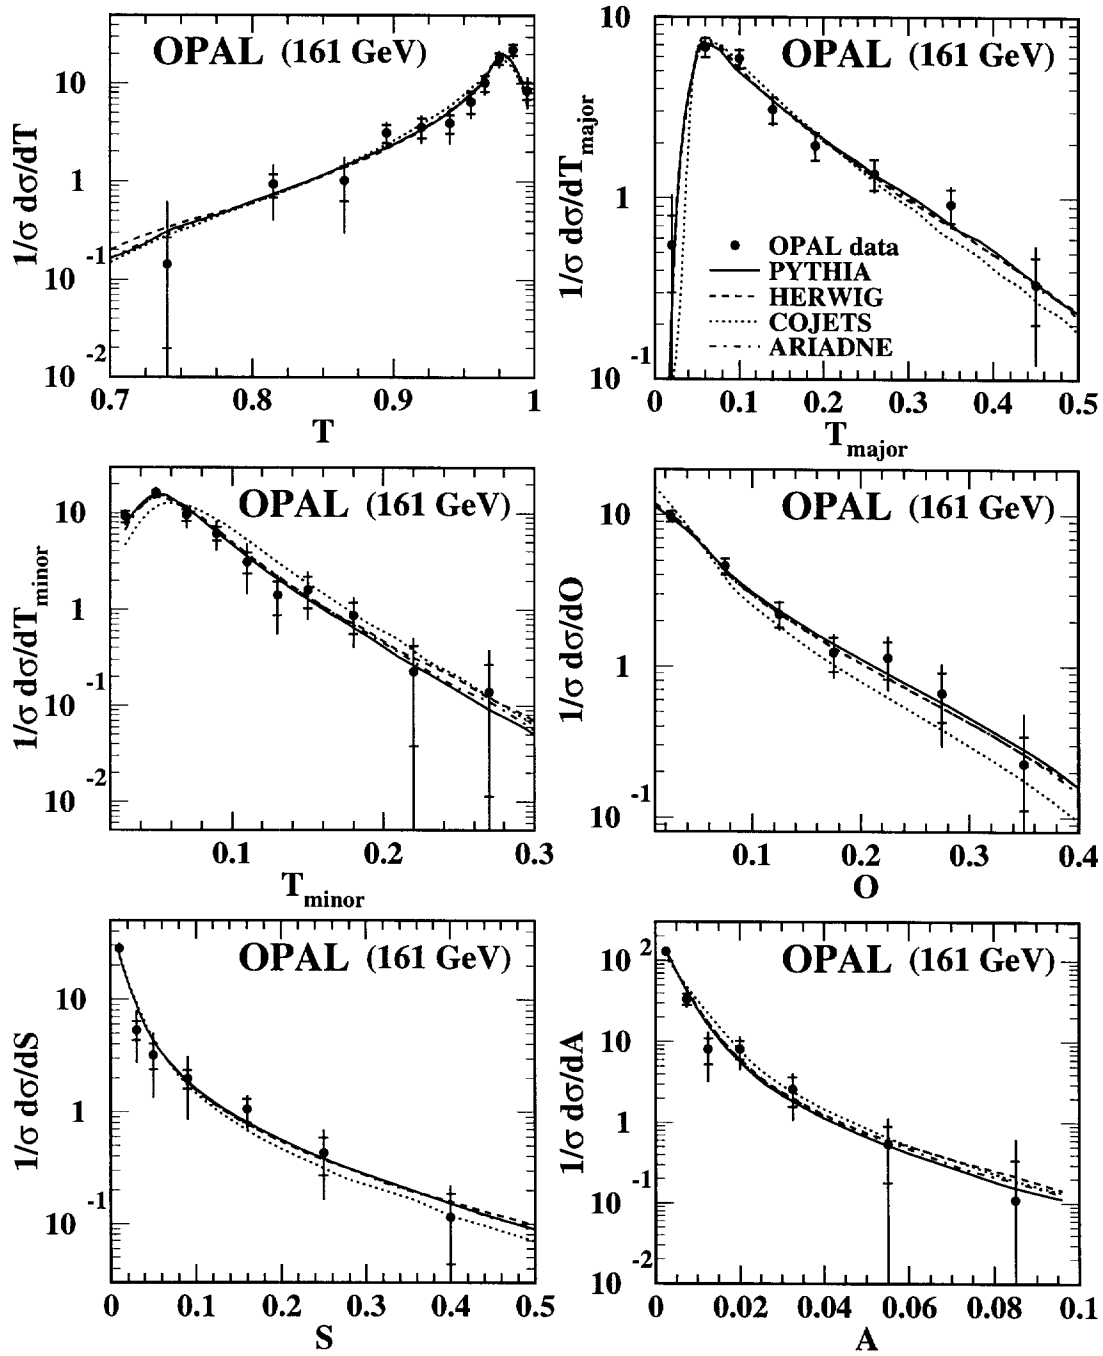 OPAL (161 GeV)
10
1
10 -1
10 -2
1/σ dσ/dT
0.7 0.8 0.9 1
T
OPAL (161 GeV)
10
1
10 -1
1/σ dσ/dT major
OPAL data
PYTHIA
HERWIG
COJETS
ARIADNE
0 0.1 0.2 0.3 0.4 0.5
T major
OPAL (161 GeV)
10
1
10 -1
10 -2
1/σ dσ/dT minor
0.1 0.2 0.3
T minor
OPAL (161 GeV)
10
1
10 -1
1/σ dσ/dO
0.1 0.2 0.3 0.4
O
OPAL (161 GeV)
10
1
10 -1
1/σ dσ/dS
0 0.1 0.2 0.3 0.4 0.5
S
OPAL (161 GeV)
10 2
10
1
10 -1
10 -2
1/σ dσ/dA
0 0.02 0.04 0.06 0.08 0.1
A